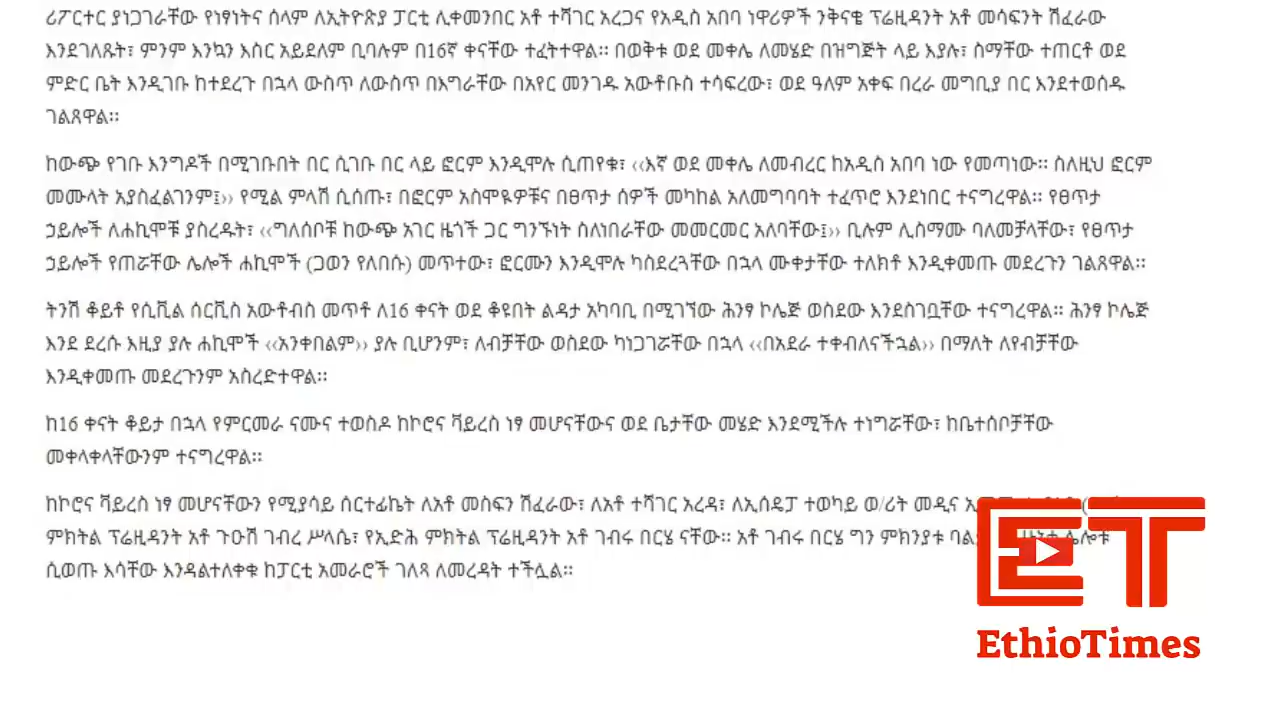 ሪፖርተር ያነጋገራቸው የነፃነትና ሰላም ለኢትዮጵያ ፓርቲ ሊቀመንበር አቶ ተሻገር አረጋና የአዲስ አበባ ነዋሪዎች ንቅናቄ ፕሬዚዳንት አቶ መሳፍንት ሽፈራው
እንደገለጹት፣ ምንም እንኳን እስር አይደለም ቢባሉም በ16ኛ ቀናቸው ተፈትተዋል፡፡ በወቅቱ ወደ መቀሌ ለመሄድ በዝግጅት ላይ እያሉ፣ ስማቸው ተጠርቶ ወደ
ምድር ቤት እንዲገቡ ከተደረጉ በኋላ ውስጥ ለውስጥ በእግራቸው በአየር መንገዱ አውቶቡስ ተሳፍረው፣ ወደ ዓለም አቀፍ በረራ መግቢያ በር እንደተወሰዱ
ገልጸዋል፡፡
ከውጭ የገቡ እንግዶች በሚገቡበት በር ሲገቡ በር ላይ ፎርም እንዲሞሉ ሲጠየቁ፣ ‹‹እኛ ወደ መቀሌ ለመብረር ከአዲስ አበባ ነው የመጣነው፡፡ ስለዚህ ፎርም
መሙላት አያስፈልገንም፤›› የሚል ምላሽ ሲሰጡ፣ በፎርም አስሞዪዎቹና በፀጥታ ሰዎች መካከል አለመግባባት ተፈጥሮ እንደነበር ተናግረዋል፡፡ የፀጥታ
ኃይሎች ለሐኪሞቹ ያስረዱት፣ ‹‹ግለሰቦቹ ከውጭ አገር ዜጎች ጋር ግንኙነት ስለነበራቸው መመርመር አለባቸው፤›› ቢሉም ሊስማሙ ባለመቻላቸው፣ የፀጥታ
ኃይሎች የጠሯቸው ሌሎች ሐኪሞች (ጋወን የለበሱ) መጥተው፣ ፎርሙን እንዲሞሉ ካስደረጓቸው በኋላ ሙቀታቸው ተለክቶ እንዲቀመጡ መደረጉን ገልጸዋል፡፡
ትንሽ ቆይቶ የሲቪል ሰርቪስ አውቶብስ መጥቶ ለ16 ቀናት ወደ ቆዩበት ልዳታ አካባቢ በሚገኘው ሕንፃ ኮሌጅ ወስደው እንደስገቧቸው ተናግረዋል፡፡ ሕንፃ ኮሌጅ
እንደ ደረሱ እዚያ ያሉ ሐኪሞች ‹‹አንቀበልም›› ያሉ ቢሆንም፣ ለብቻቸው ወስደው ካነጋገሯቸው በኋላ ‹‹በአደራ ተቀብለናችኋል›› በማለት ለየብቻቸው
እንዲቀመጡ መደረጉንም አስረድተዋል፡፡
ከ16 ቀናት ቆይታ በኋላ የምርመራ ናሙና ተወስዶ ከኮሮና ቫይረስ ነፃ መሆናቸውና ወደ ቤታቸው መሄድ እንደሚችሉ ተነግሯቸው፣ ከቤተሰቦቻቸው
መቀላቀላቸውንም ተናግረዋል፡፡
ከኮሮና ቫይረስ ነፃ መሆናቸውን የሚያሳይ ሰርተፊኬት ለአቶ መስፍን ሽፈራው፣ ለአቶ ተሻገር አረዳ፣ ለኢሰዴፓ ተወካይ ወ/ሪት መዲና
ምክትል ፕሬዚዳንት አቶ ጉዑሽ ገብረ ሥላሴ፣ የኢድሕ ምክትል ፕሬዚዳንት አቶ ገብሩ በርሄ ናቸው፡፡ አቶ ገብሩ በርሄ ግን ምክንያቱ
ሲወጡ እሳቸው እንዳልተለቀቁ ከፓርቲ አመራሮች ገለጻ ለመረዳት ተችሏል፡፡
ET
EthioTimes